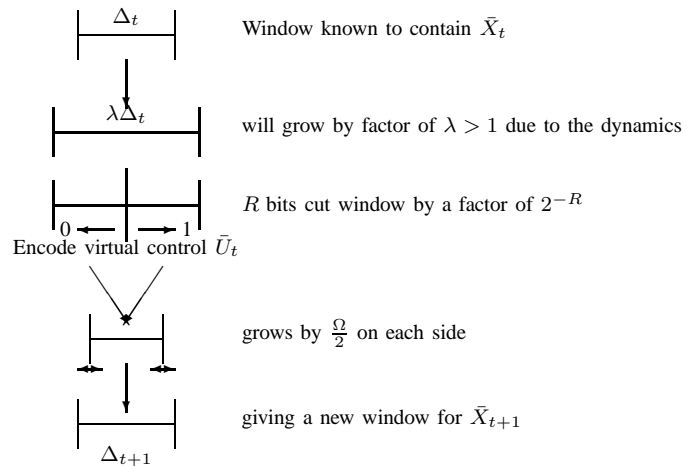 Δ_t
Window known to contain X̄_t
λΔ_t
will grow by factor of λ > 1 due to the dynamics
R bits cut window by a factor of 2^{−R}
0 1
Encode virtual control Ū_t
grows by Ω/2 on each side
giving a new window for X̄_{t+1}
Δ_{t+1}